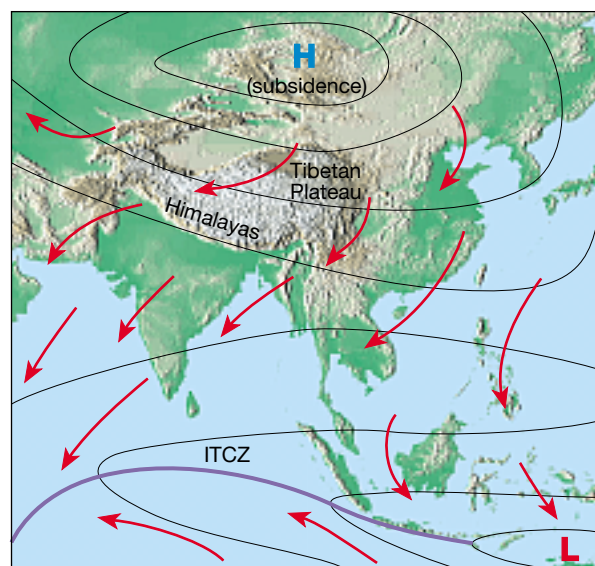 H
(subsidence)
Tibetan
Plateau
Himalayas
ITCZ
L